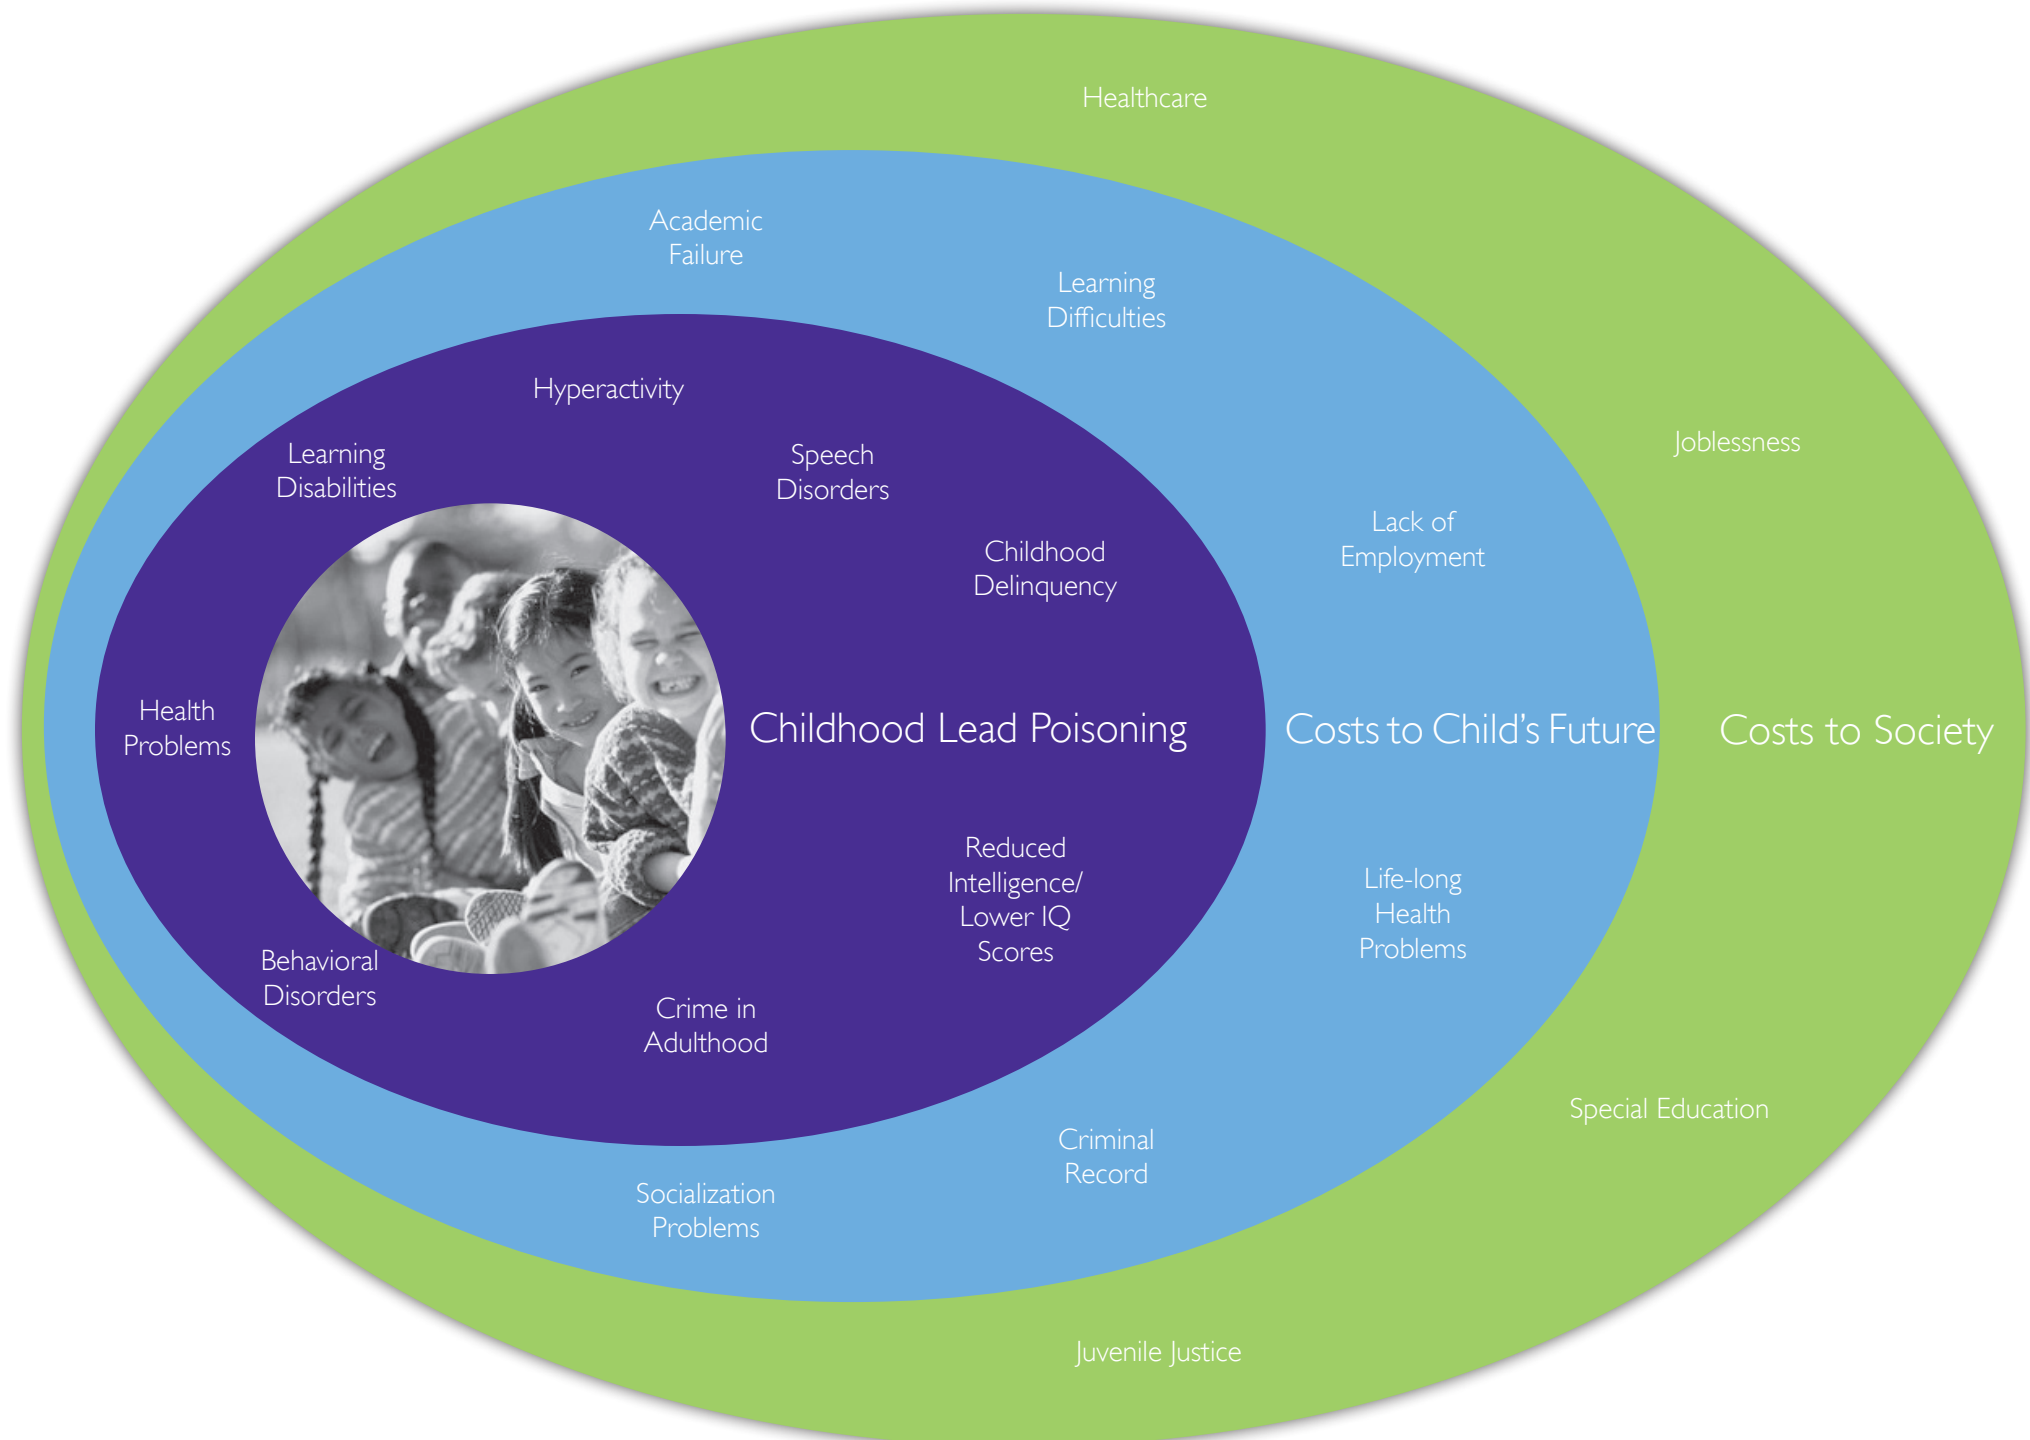 Healthcare
Academic
Failure
Learning
Difficulties
Hyperactivity
Learning
Disabilities
Speech
Disorders
Joblessness
Lack of
Employment
Childhood
Delinquency
Health
Problems
Childhood Lead Poisoning
Costs to Child's Future
Costs to Society
Reduced
Intelligence/
Lower IQ
Scores
Life-long
Health
Problems
Behavioral
Disorders
Crime in
Adulthood
Special Education
Criminal
Record
Socialization
Problems
Juvenile Justice